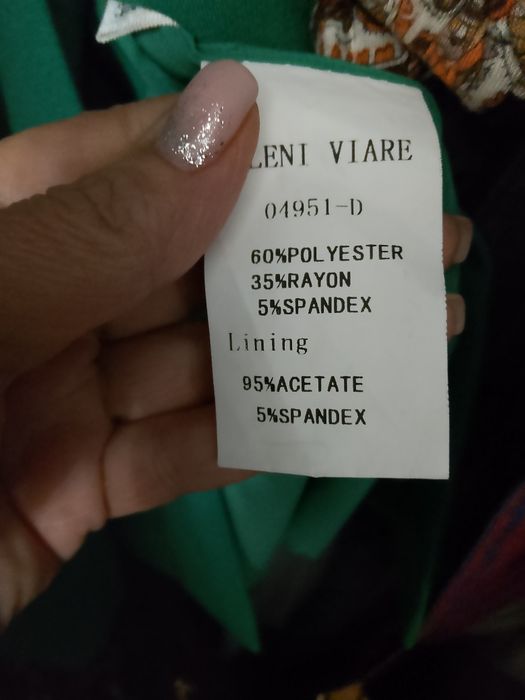 LENI VIARE
04951-D
60%POLYESTER
35%RAYON
5%SPANDEX
Lining
95%ACETATE
5%SPANDEX